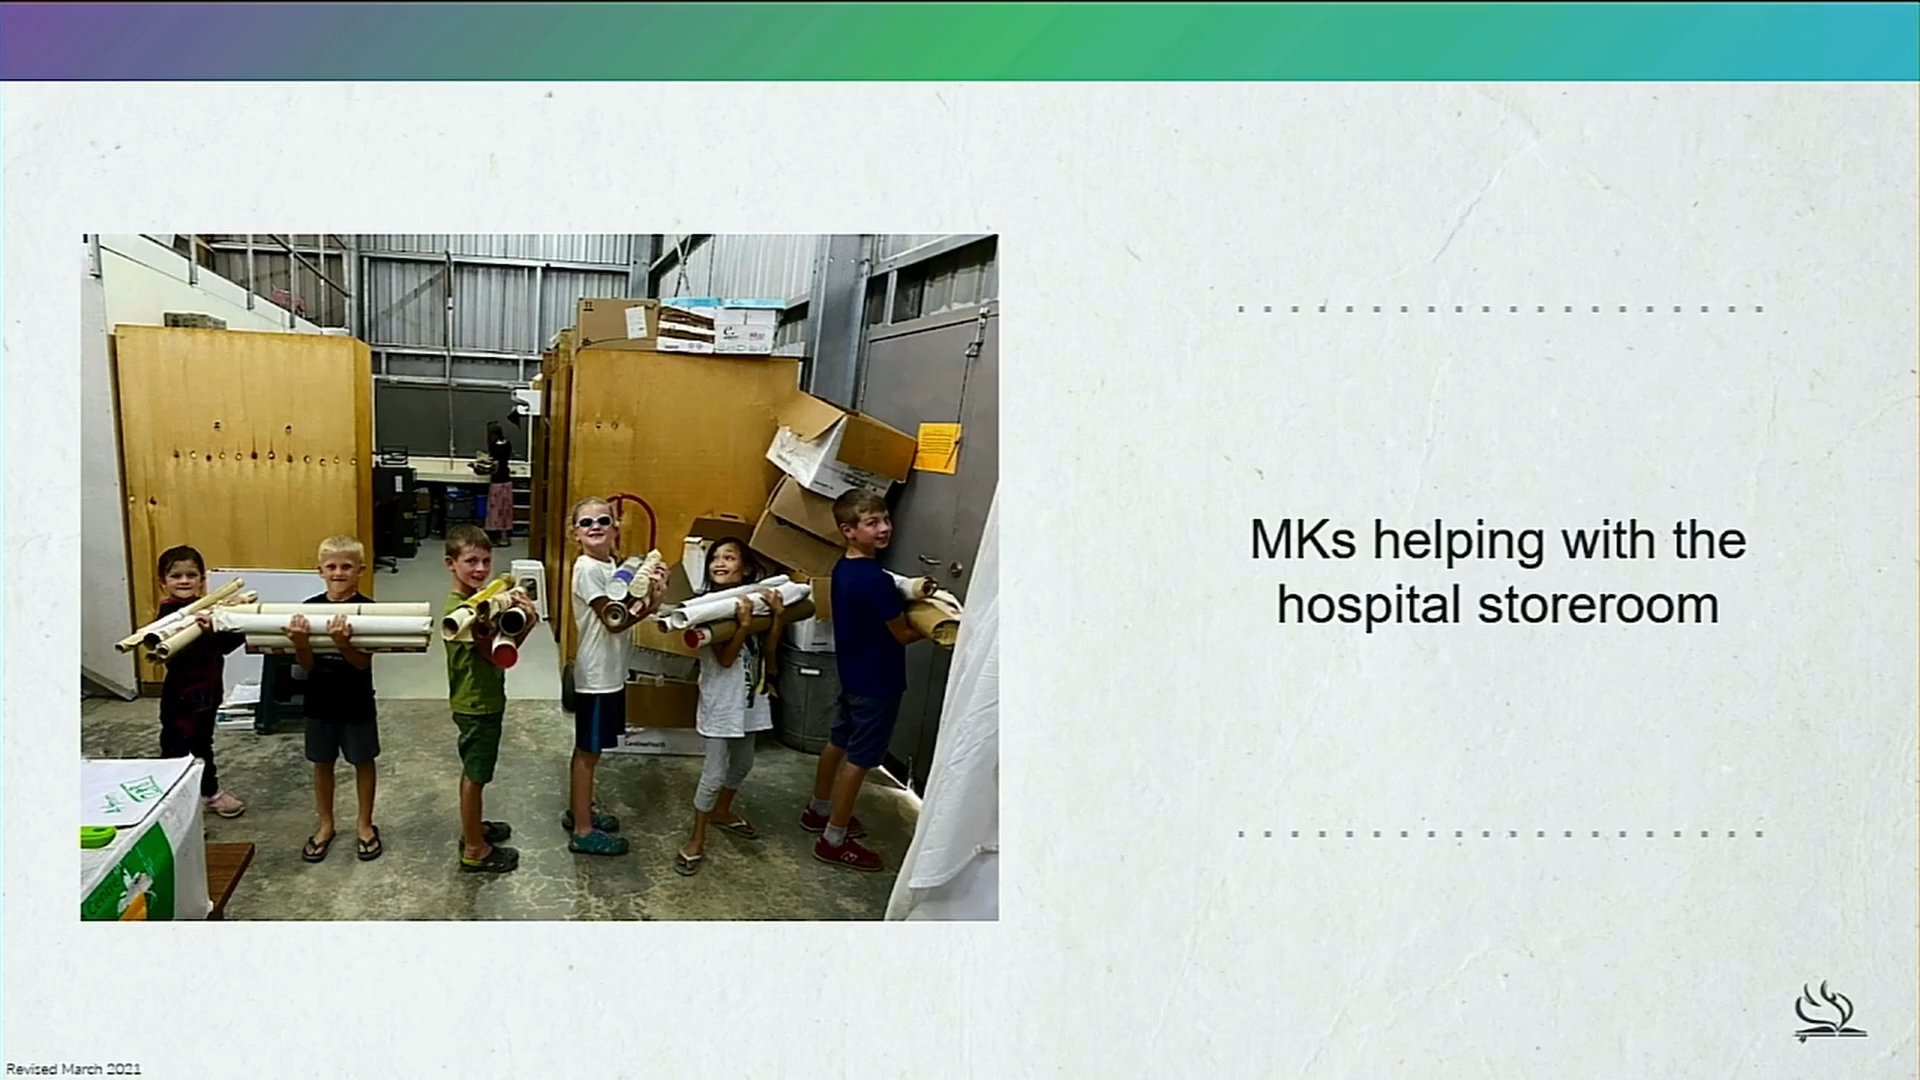 MKs helping with the
hospital storeroom
Revised March 2021